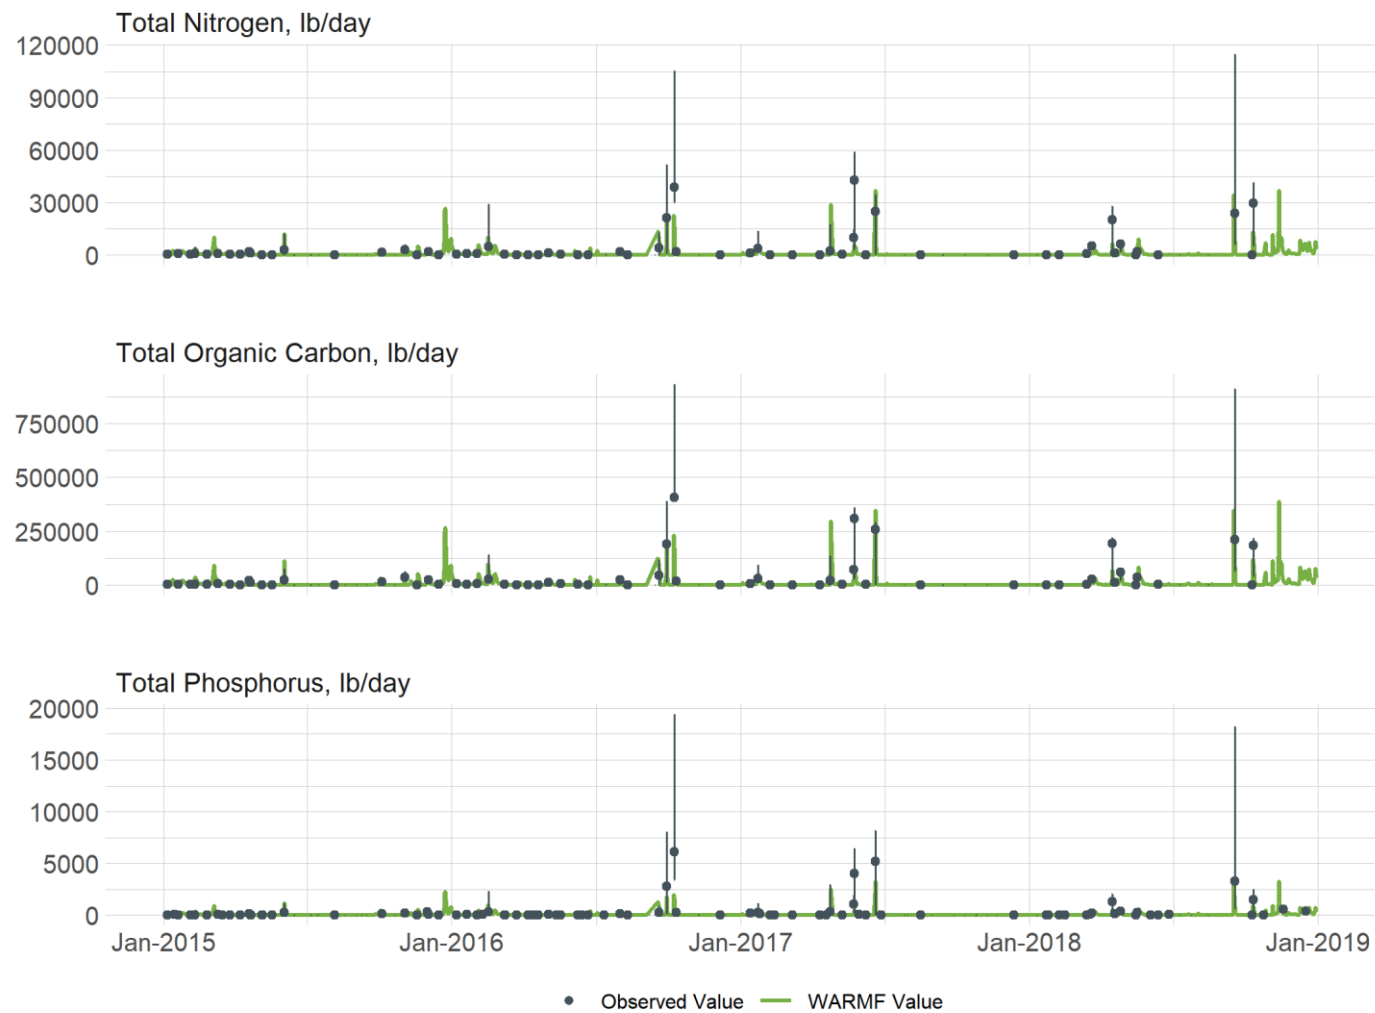 Total Nitrogen, lb/day
120000
90000
60000
30000
0
Total Organic Carbon, lb/day
750000
500000
250000
0
Total Phosphorus, lb/day
20000
15000
10000
5000
0
Jan-2015 Jan-2016 Jan-2017 Jan-2018 Jan-2019
Observed Value WARMF Value